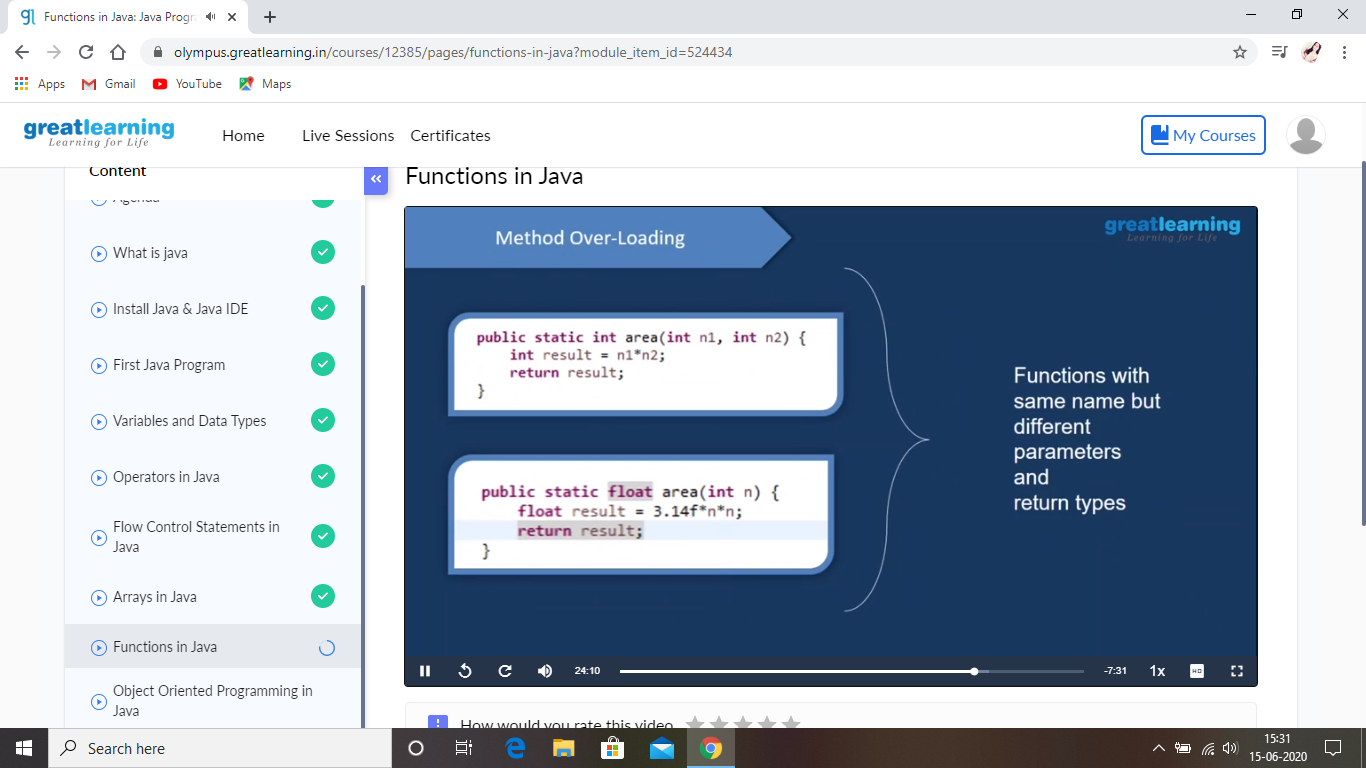 Functions in Java: Java Progr
olympus.greatlearning.in/courses/12385/pages/functions-in-java?module_item_id=524434
Apps Gmail YouTube Maps
greatlearning
Learning for Life
Home Live Sessions Certificates My Courses
Content
Agenda
What is java
Install Java & Java IDE
First Java Program
Variables and Data Types
Operators in Java
Flow Control Statements in
Java
Arrays in Java
Functions in Java
Object Oriented Programming in
Java
Functions in Java
Method Over-Loading
greatlearning
Learning for Life
public static int area(int n1, int n2) {
int result = n1*n2;
return result;
}
public static float area(int n) {
float result = 3.14f*n*n;
return result;
}
Functions with
same name but
different
parameters
and
return types
24:10 -7:31 1x HD
How would you rate this video
Search here
15:31
15-06-2020